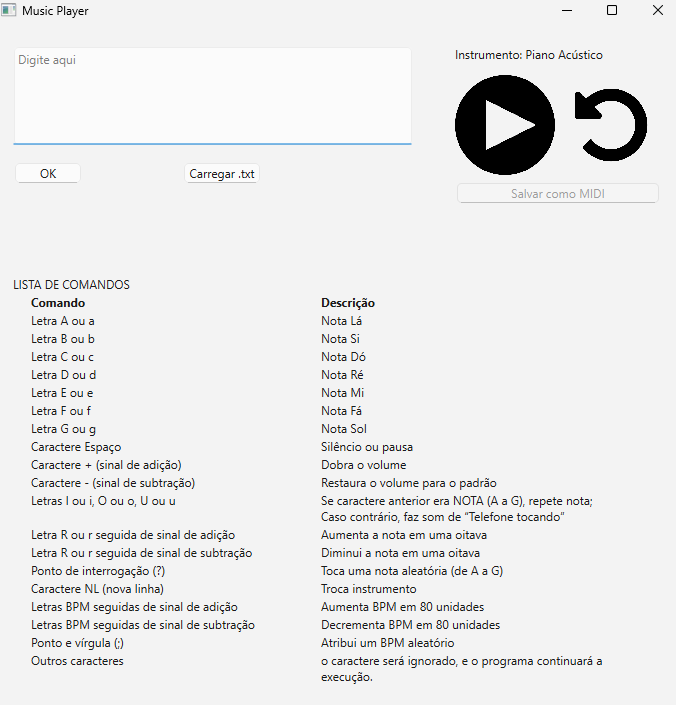 Music Player
Digite aqui
Instrumento: Piano Acústico
OK
Carregar .txt
Salvar como MIDI
LISTA DE COMANDOS
Comando Descrição
Letra A ou a Nota Lá
Letra B ou b Nota Si
Letra C ou c Nota Dó
Letra D ou d Nota Ré
Letra E ou e Nota Mi
Letra F ou f Nota Fá
Letra G ou g Nota Sol
Caractere Espaço Silêncio ou pausa
Caractere + (sinal de adição) Dobra o volume
Caractere - (sinal de subtração) Restaura o volume para o padrão
Letras I ou i, O ou o, U ou u Se caractere anterior era NOTA (A a G), repete nota;
Caso contrário, faz som de “Telefone tocando”
Letra R ou r seguida de sinal de adição Aumenta a nota em uma oitava
Letra R ou r seguida de sinal de subtração Diminui a nota em uma oitava
Ponto de interrogação (?) Toca uma nota aleatória (de A a G)
Caractere NL (nova linha) Troca instrumento
Letras BPM seguidas de sinal de adição Aumenta BPM em 80 unidades
Letras BPM seguidas de sinal de subtração Decrementa BPM em 80 unidades
Ponto e vírgula (;) Atribui um BPM aleatório
Outros caracteres o caractere será ignorado, e o programa continuará a
execução.